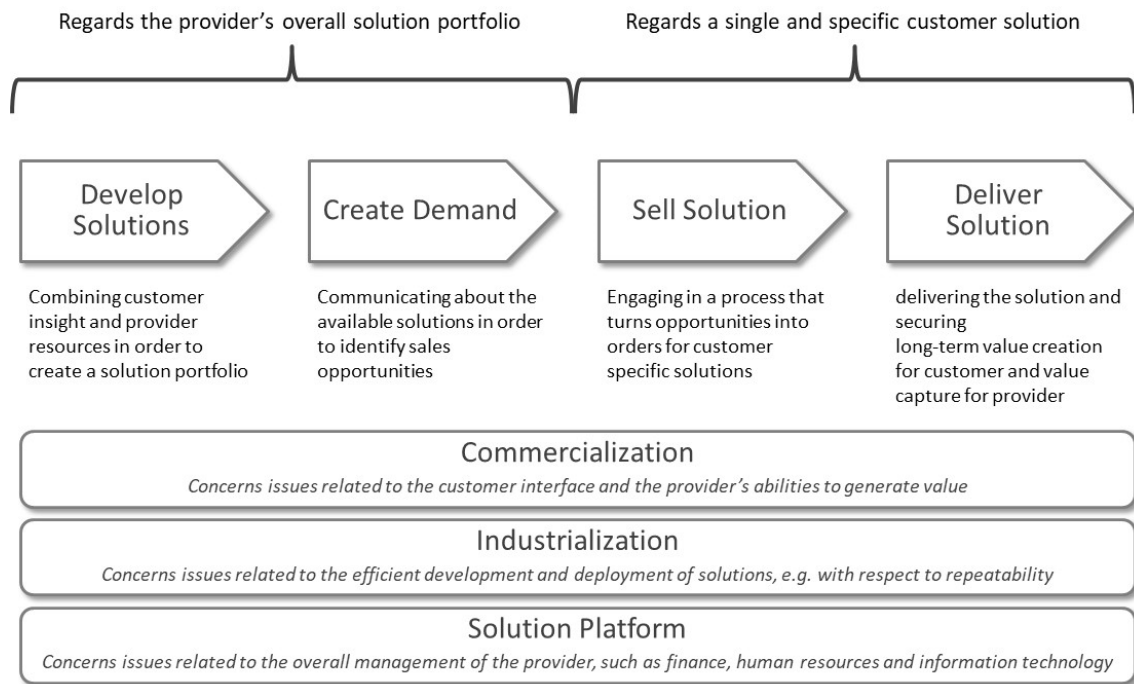 Regards the provider’s overall solution portfolio
Regards a single and specific customer solution
Develop
Solutions
Create Demand
Sell Solution
Deliver
Solution
Combining customer
insight and provider
resources in order to
create a solution portfolio
Communicating about the
available solutions in order
to identify sales
opportunities
Engaging in a process that
turns opportunities into
orders for customer
specific solutions
delivering the solution and
securing
long-term value creation
for customer and value
capture for provider
Commercialization
Concerns issues related to the customer interface and the provider’s abilities to generate value
Industrialization
Concerns issues related to the efficient development and deployment of solutions, e.g. with respect to repeatability
Solution Platform
Concerns issues related to the overall management of the provider, such as finance, human resources and information technology